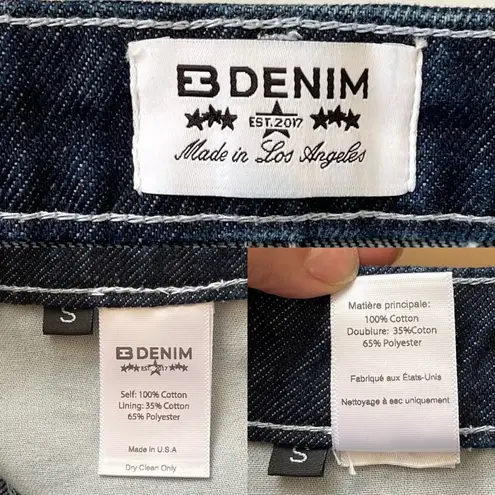 EB DENIM
EST. 2017
Made in Los Angeles
S
EB DENIM
EST. 2017
Self: 100% Cotton
Lining: 35% Cotton
65% Polyester
Made in U.S.A
Dry Clean Only
Matière principale:
100% Cotton
Doublure: 35%Coton
65% Polyester
Fabriqué aux États-Unis
Nettoyage à sec uniquement
S